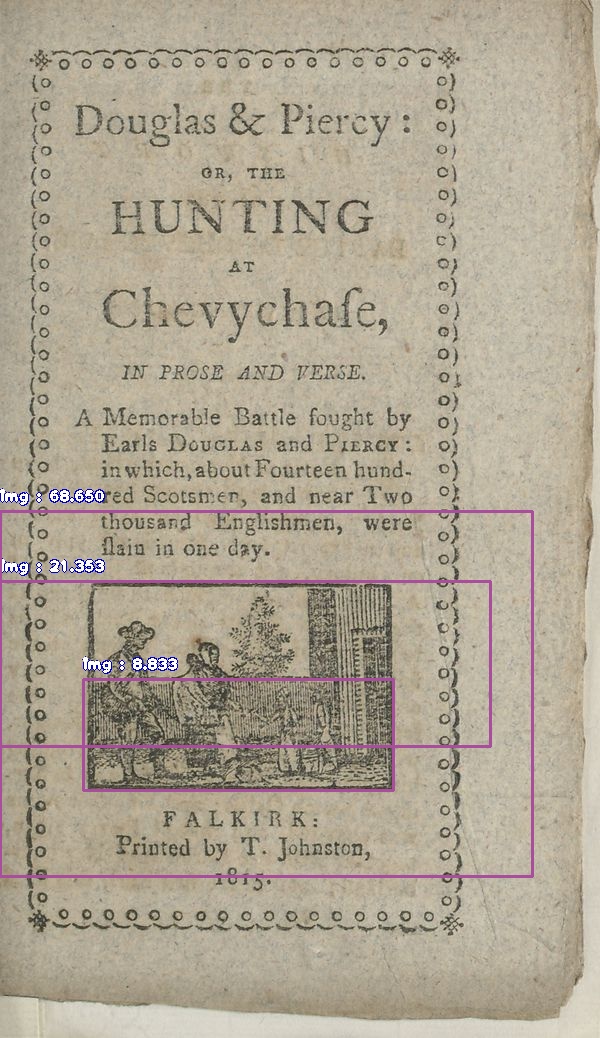 Douglas & Piercy:
OR, THE
HUNTING
AT
Chevychaſe,
IN PROSE AND VERSE.
A Memorable Battle fought by
Earls DOUGLAS and PIERCY:
in which, about Fourteen hund-
Img : 68.650
red Scotsmen, and near Two
thousand Englishmen, were
ſlain in one day.
Img : 21.353
Img : 8.833
FALKIRK:
Printed by T. Johnston,
1815.